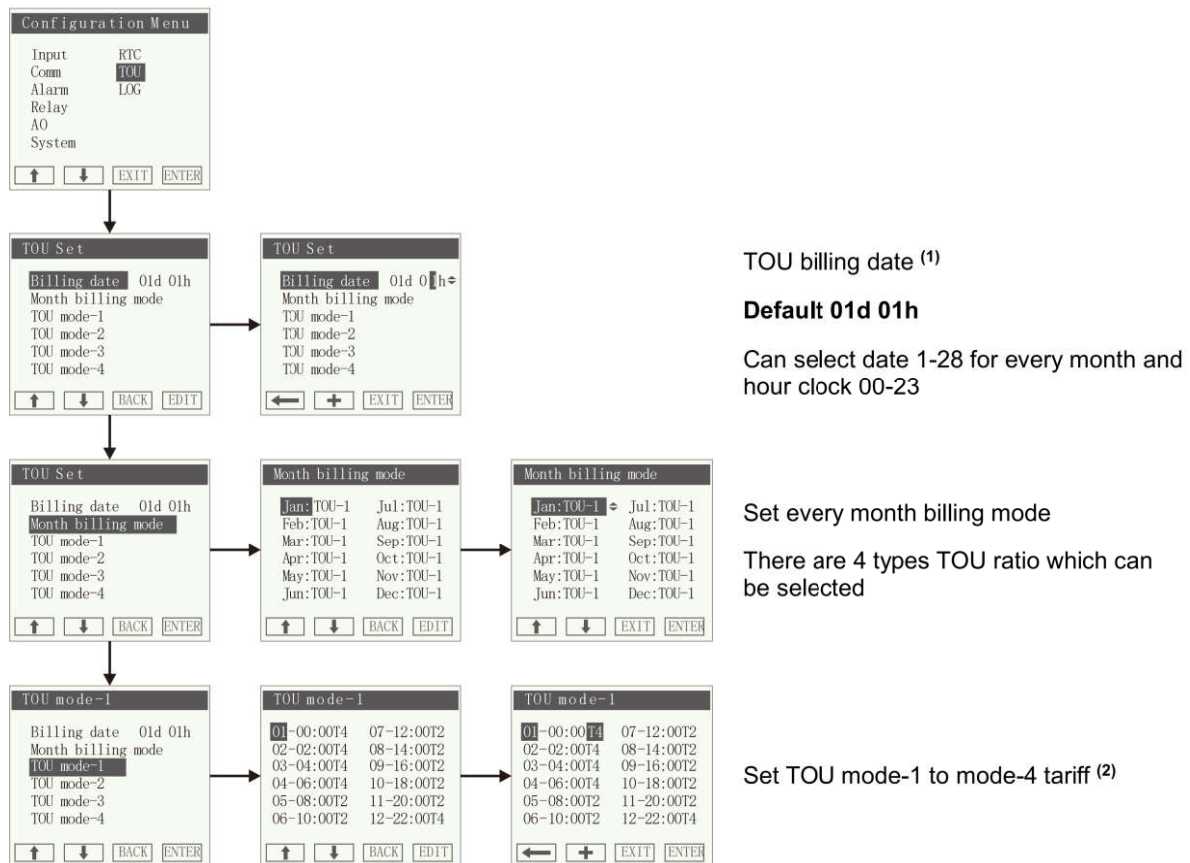 Configuration Menu
Input RTC
Comm TOU
Alarm LOG
Relay
AO
System
EXIT ENTER
TOU Set
Billing date 01d 01h
Month billing mode
TOU mode-1
TOU mode-2
TOU mode-3
TOU mode-4
BACK EDIT
TOU Set
Billing date 01d 0 h
Month billing mode
TOU mode-1
TOU mode-2
TOU mode-3
TOU mode-4
EXIT ENTER
TOU billing date (1)
Default 01d 01h
Can select date 1-28 for every month and
hour clock 00-23
TOU Set
Billing date 01d 01h
Month billing mode
TOU mode-1
TOU mode-2
TOU mode-3
TOU mode-4
BACK ENTER
Month billing mode
Jan:TOU-1 Jul:TOU-1
Feb:TOU-1 Aug:TOU-1
Mar:TOU-1 Sep:TOU-1
Apr:TOU-1 Oct:TOU-1
May:TOU-1 Nov:TOU-1
Jun:TOU-1 Dec:TOU-1
BACK EDIT
Month billing mode
Jan:TOU-1 Jul:TOU-1
Feb:TOU-1 Aug:TOU-1
Mar:TOU-1 Sep:TOU-1
Apr:TOU-1 Oct:TOU-1
May:TOU-1 Nov:TOU-1
Jun:TOU-1 Dec:TOU-1
EXIT ENTER
Set every month billing mode
There are 4 types TOU ratio which can
be selected
TOU mode-1
Billing date 01d 01h
Month billing mode
TOU mode-1
TOU mode-2
TOU mode-3
TOU mode-4
BACK ENTER
TOU mode-1
01-00:00T4 07-12:00T2
02-02:00T4 08-14:00T2
03-04:00T4 09-16:00T2
04-06:00T4 10-18:00T2
05-08:00T2 11-20:00T2
06-10:00T2 12-22:00T4
BACK EDIT
TOU mode-1
01-00:00T4 07-12:00T2
02-02:00T4 08-14:00T2
03-04:00T4 09-16:00T2
04-06:00T4 10-18:00T2
05-08:00T2 11-20:00T2
06-10:00T2 12-22:00T4
EXIT ENTER
Set TOU mode-1 to mode-4 tariff (2)